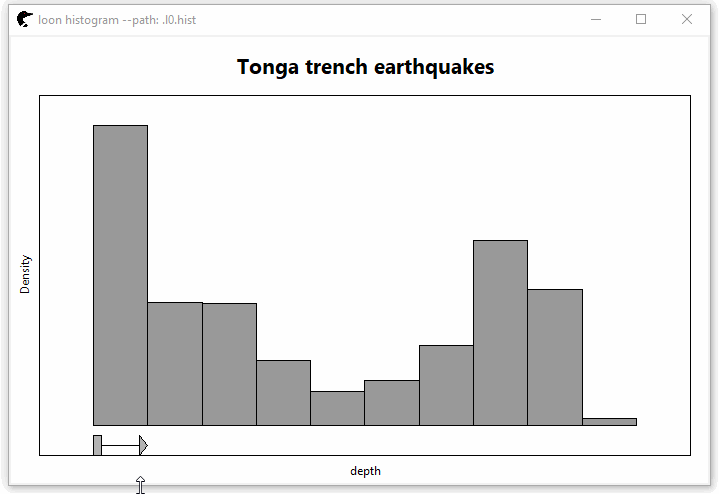 loon histogram --path: .l0.hist
Tonga trench earthquakes
Density
depth